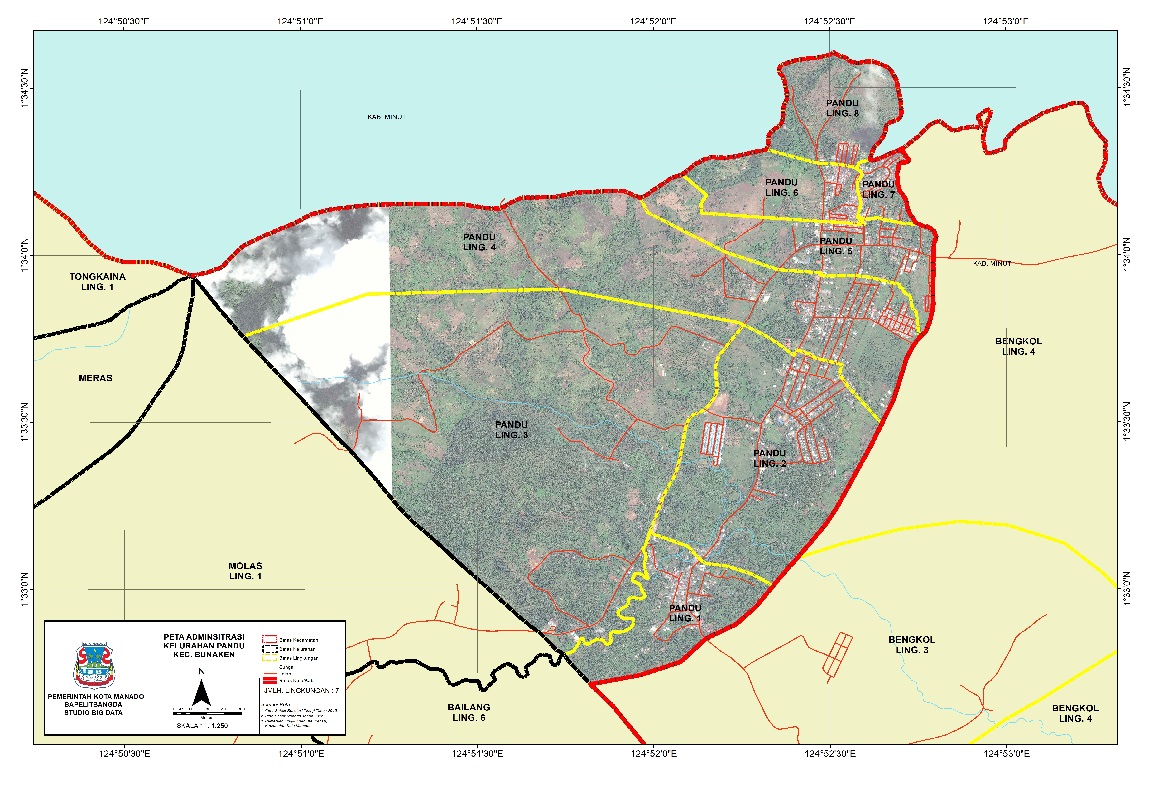 124°50'30"E 124°51'0"E 124°51'30"E 124°52'0"E 124°52'30"E 124°53'0"E
1°34'30"N
1°34'30"N
KAB. MINUT
PANDU
LING. 8
PANDU
LING. 6
PANDU
LING. 7
PANDU
LING. 4
PANDU
LING. 5
1°34'0"N
1°34'0"N
KAB. MINUT
TONGKAINA
LING. 1
BENGKOL
LING. 4
MERAS
1°33'30"N
1°33'30"N
PANDU
LING. 3
PANDU
LING. 2
MOLAS
LING. 1
1°33'0"N
1°33'0"N
PANDU
LING. 1
BENGKOL
LING. 3
BENGKOL
LING. 4
BAILANG
LING. 6
PETA ADMINSITRASI
KELURAHAN PANDU
KEC. BUNAKEN
N
SKALA 1 : 1.250
PEMERINTAH KOTA MANADO
BAPELITBANGDA
STUDIO BIG DATA
Batas Kecamatan
Batas Kelurahan
Batas Lingkungan
Sungai
JMLH. LINGKUNGAN : 7
124°50'30"E 124°51'0"E 124°51'30"E 124°52'0"E 124°52'30"E 124°53'0"E